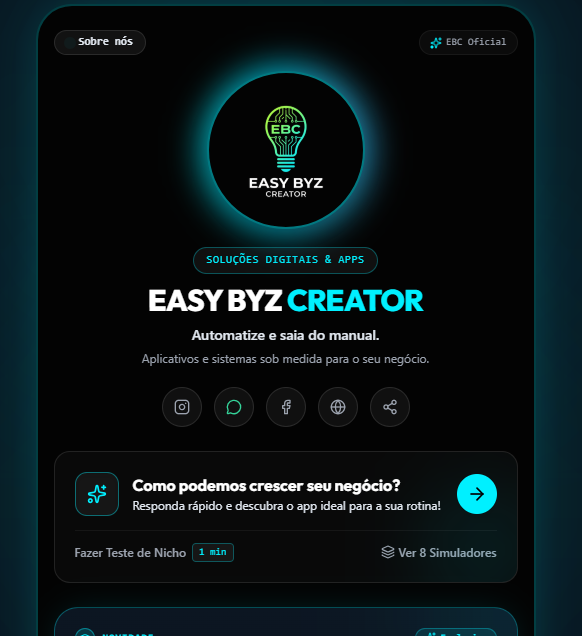 Sobre nós
EBC Oficial
EBC
EASY BYZ
CREATOR
SOLUÇÕES DIGITAIS & APPS
EASY BYZ CREATOR
Automatize e saia do manual.
Aplicativos e sistemas sob medida para o seu negócio.
Como podemos crescer seu negócio?
Responda rápido e descubra o app ideal para a sua rotina!
Fazer Teste de Nicho 1 min
Ver 8 Simuladores